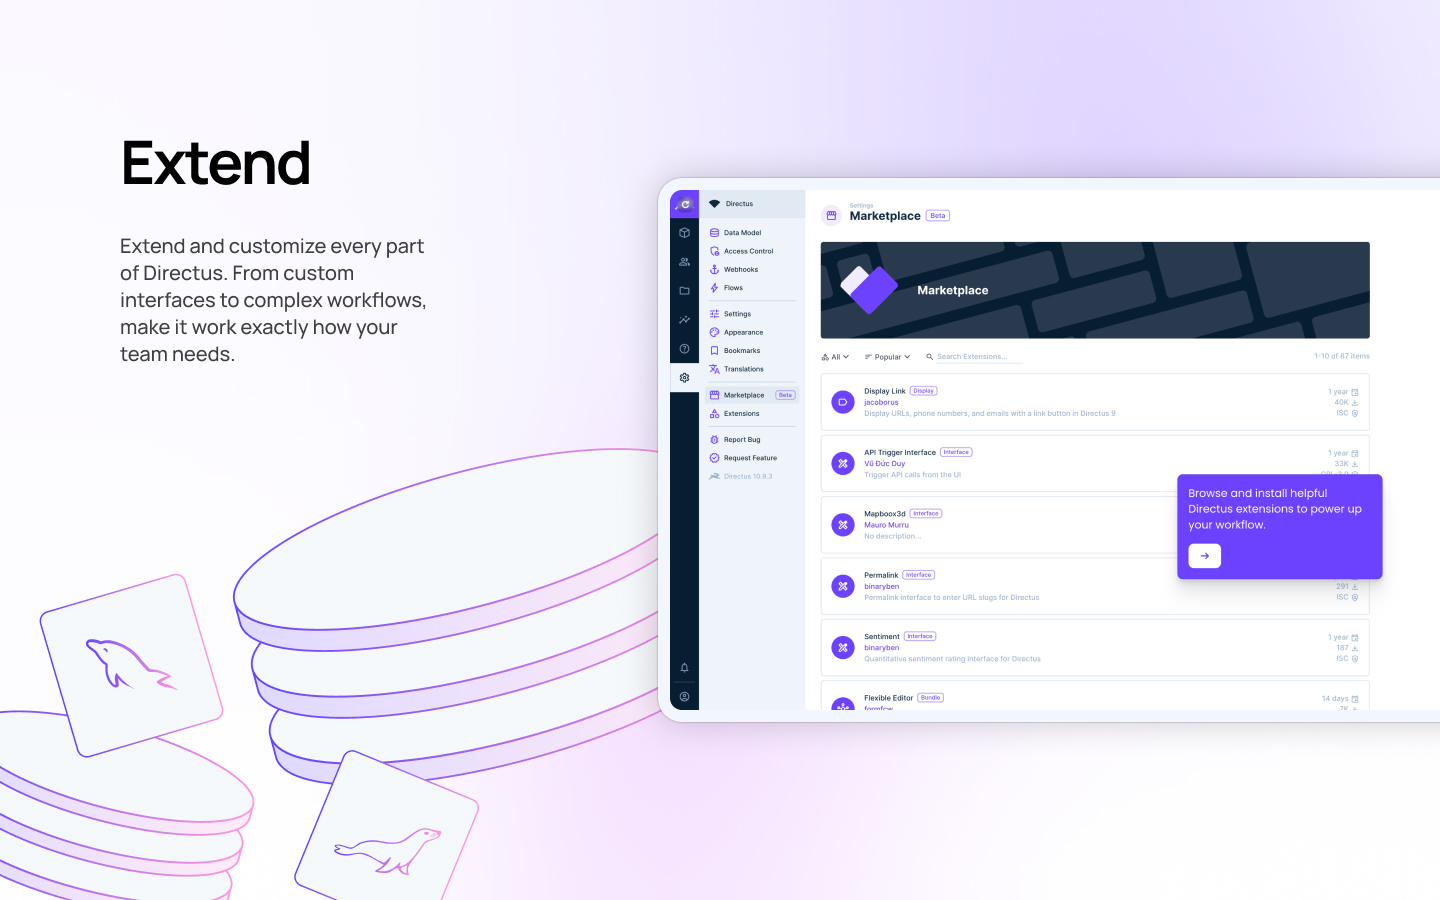 Extend
Extend and customize every part
of Directus. From custom
interfaces to complex workflows,
make it work exactly how your
team needs.
Directus
Data Model
Access Control
Webhooks
Flows
Settings
Appearance
Bookmarks
Translations
Marketplace Beta
Extensions
Report Bug
Request Feature
Directus 10.8.3
Settings
Marketplace Beta
Marketplace
All Popular Search Extensions... 1-10 of 87 items
Display Link Display 1 year
jacoborus 40K
Display URLs, phone numbers, and emails with a link button in Directus 9 ISC
API Trigger Interface Interface 1 year
Vũ Đức Duy 33K
Trigger API calls from the UI
Mapboox3d Interface
Mauro Murru
No description...
Browse and install helpful
Directus extensions to power up
your workflow.
Permalink Interface
binaryben 291
Permalink interface to enter URL slugs for Directus ISC
Sentiment Interface 1 year
binaryben 187
Quantitative sentiment rating interface for Directus ISC
Flexible Editor Bundle 14 days